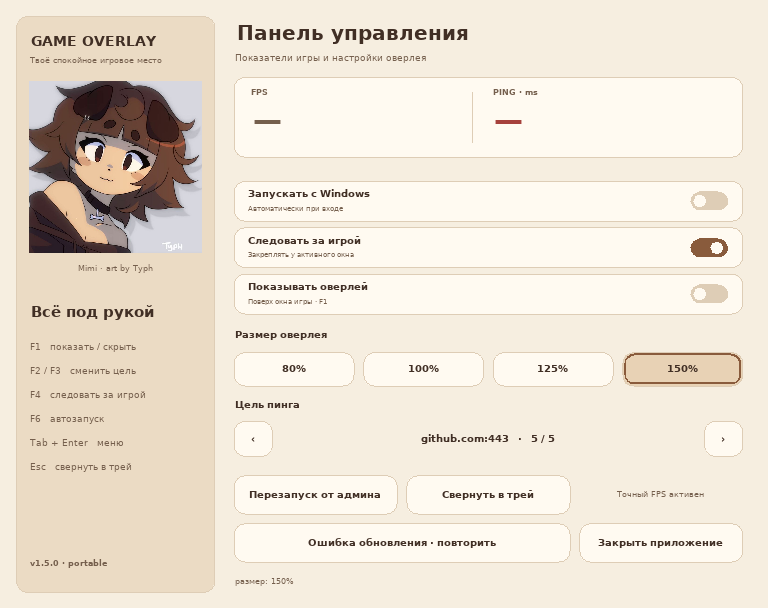 GAME OVERLAY
Твоё спокойное игровое место
Typh
Mimi · art by Typh
Всё под рукой
F1 показать / скрыть
F2 / F3 сменить цель
F4 следовать за игрой
F6 автозапуск
Tab + Enter меню
Esc свернуть в трей
v1.5.0 · portable
Панель управления
Показатели игры и настройки оверлея
FPS
—
PING · ms
—
Запускать с Windows
Автоматически при входе
Следовать за игрой
Закреплять у активного окна
Показывать оверлей
Поверх окна игры · F1
Размер оверлея
80% 100% 125% 150%
Цель пинга
‹ github.com:443 · 5 / 5 ›
Перезапуск от админа Свернуть в трей Точный FPS активен
Ошибка обновления · повторить Закрыть приложение
размер: 150%